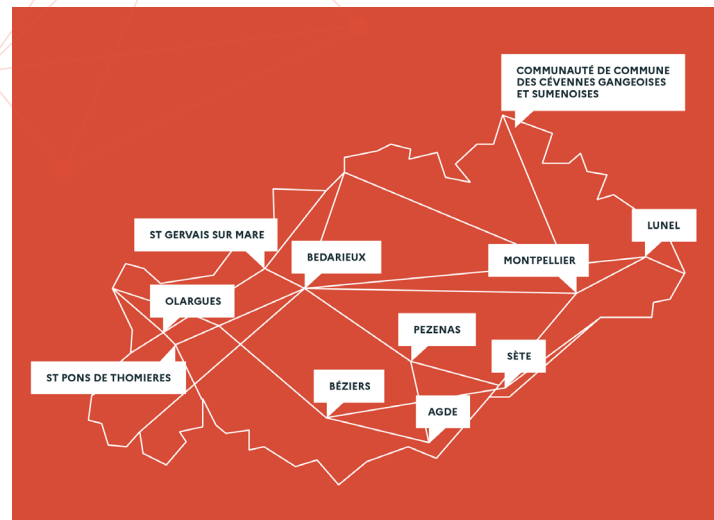 COMMUNAUTÉ DE COMMUNE
DES CÉVENNES GANGEOISES
ET SUMENOISES
LUNEL
ST GERVAIS SUR MARE
BEDARIEUX
MONTPELLIER
OLARGUES
PEZENAS
SÈTE
ST PONS DE THOMIERES
BÉZIERS
AGDE